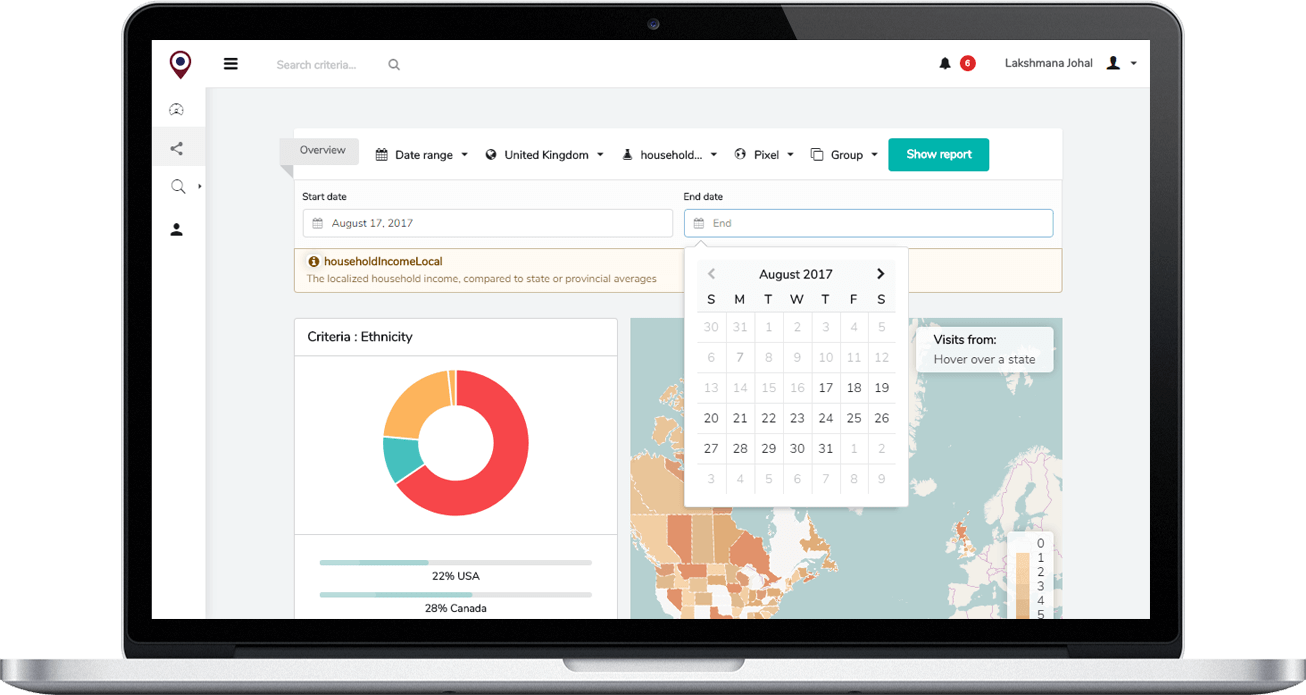 Search criteria...
6
Lakshmana Johal
Overview
Date range
United Kingdom
household...
Pixel
Group
Show report
Start date
End date
August 17, 2017
End
householdIncomeLocal
The localized household income, compared to state or provincial averages
August 2017
S M T W T F S
30 31 1 2 3 4 5
6 7 8 9 10 11 12
13 14 15 16 17 18 19
20 21 22 23 24 25 26
27 28 29 30 31 1 2
3 4 5 6 7 8 9
Criteria : Ethnicity
Visits from:
Hover over a state
22% USA
28% Canada
0
1
2
3
4
5